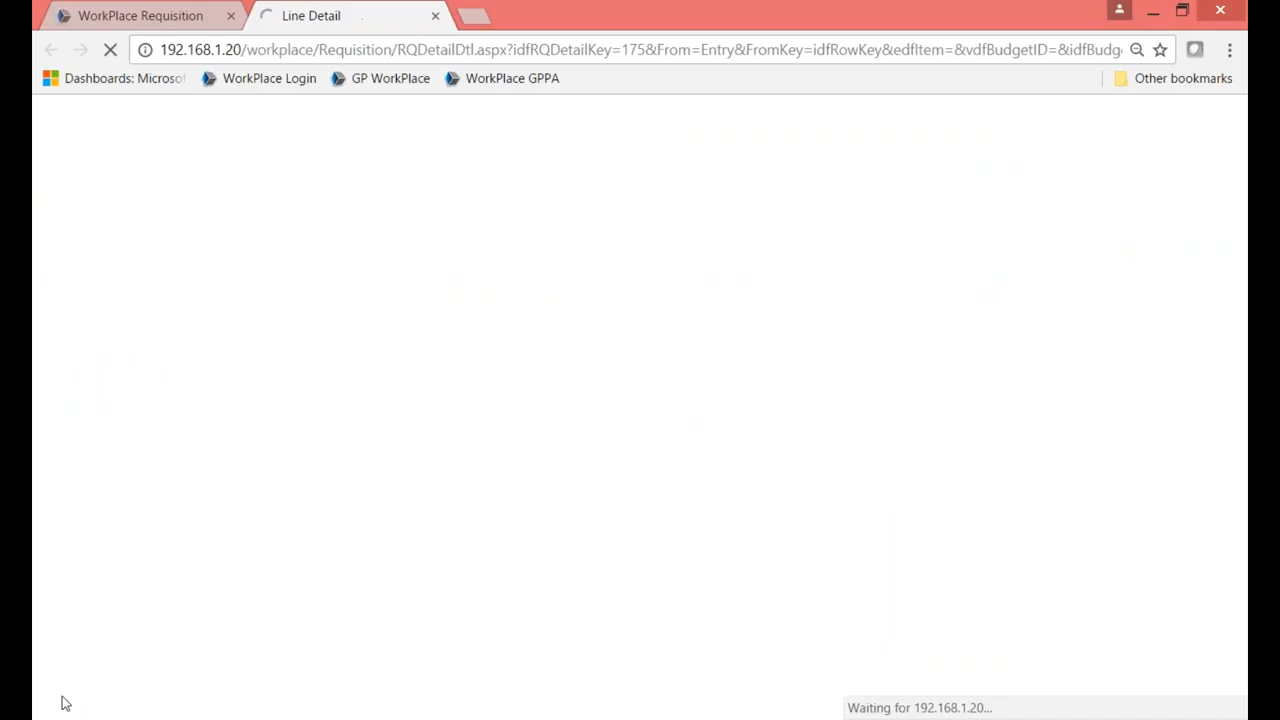 WorkPlace Requisition
Line Detail
192.168.1.20/workplace/Requisition/RQDetailDtl.aspx?idfRQDetailKey=175&From=Entry&FromKey=idfRowKey&edfItem=&vdfBudgetID=&idfBudg
Dashboards: Microsof
WorkPlace Login
GP WorkPlace
WorkPlace GPPA
Other bookmarks
Waiting for 192.168.1.20...